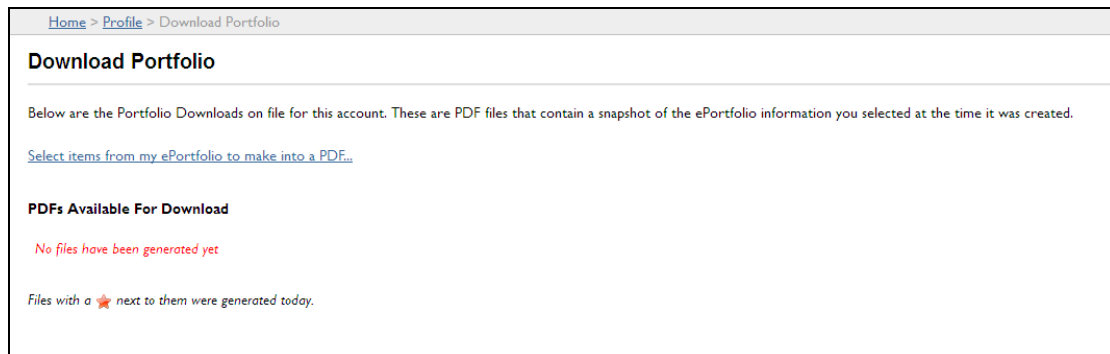 Home > Profile > Download Portfolio
Download Portfolio
Below are the Portfolio Downloads on file for this account. These are PDF files that contain a snapshot of the ePortfolio information you selected at the time it was created.
Select items from my ePortfolio to make into a PDF...
PDFs Available For Download
No files have been generated yet
Files with a next to them were generated today.